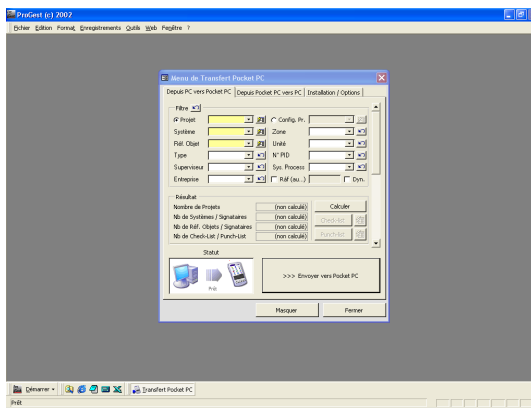 ProGest (c) 2002
Fichier Edition Format Enregistrements Outils Web Fenêtre ?
Menu de Transfert Pocket PC
Depuis PC vers Pocket PC Depuis Pocket PC vers PC Installation / Options
Filtre
Projet Config. Pr.
Système Zone
Réf. Objet Unité
Type N° PID
Superviseur Sys. Process
Entreprise Réf (au...) Dyn.
Résultat
Nombre de Projets (non calculé) Calculer
Nb de Systèmes / Signataires (non calculé) Check-list
Nb de Réf. Objets / Signataires (non calculé)
Nb de Check-List / Punch-List (non calculé) Punch-list
Statut
Prêt
>>> Envoyer vers Pocket PC
Masquer Fermer
Démarrer Transfert Pocket PC
Prêt